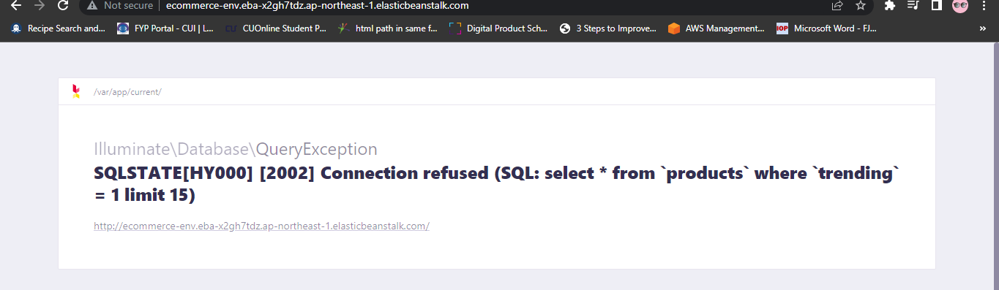 Not secure | ecommerce-env.eba-x2gh7tdz.ap-northeast-1.elasticbeanstalk.com
Recipe Search and... FYP Portal - CUI | L... CU CUOnline Student P... html path in same f... Digital Product Sch... 3 Steps to Improve... AWS Management... IOP Microsoft Word - FJ... »
/var/app/current/
Illuminate\Database\QueryException
SQLSTATE[HY000] [2002] Connection refused (SQL: select * from `products` where `trending`
= 1 limit 15)
http://ecommerce-env.eba-x2gh7tdz.ap-northeast-1.elasticbeanstalk.com/